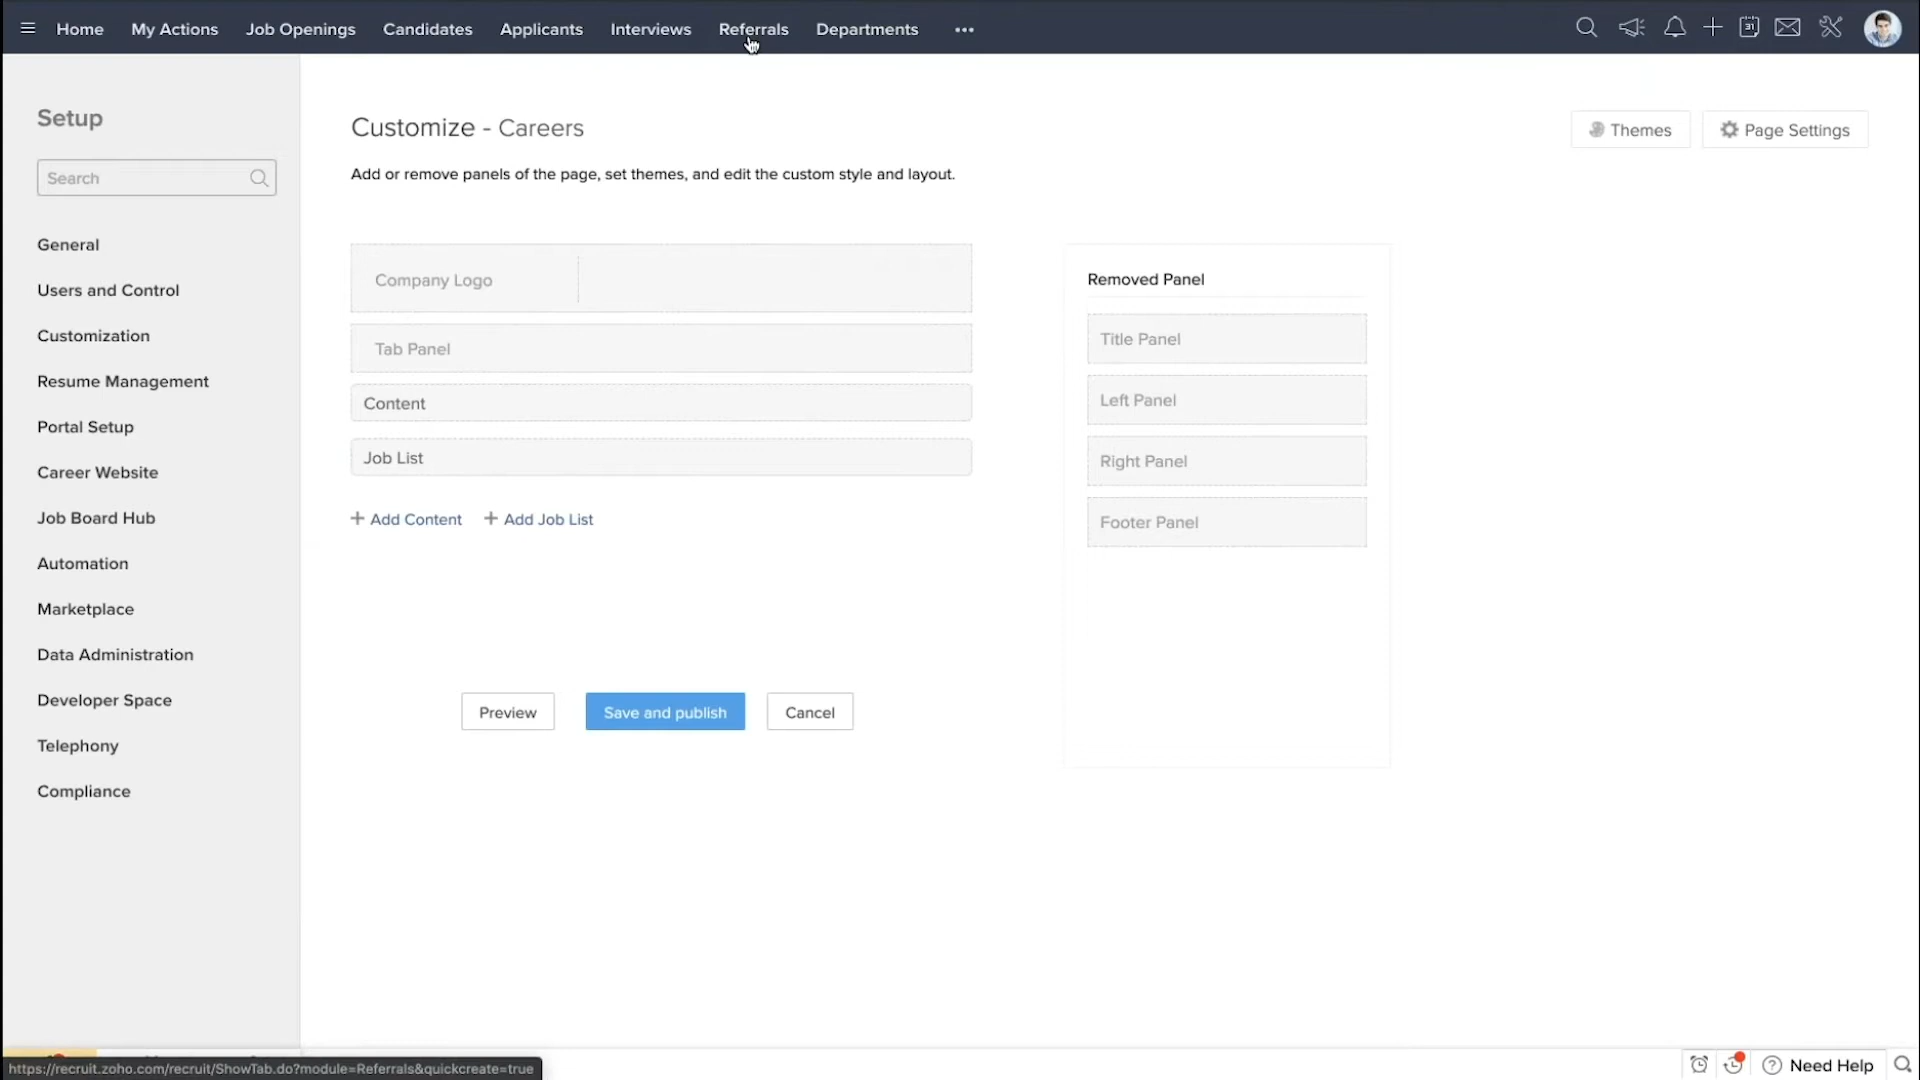 Home My Actions Job Openings Candidates Applicants Interviews Referrals Departments •••
31
Setup
Search
General
Users and Control
Customization
Resume Management
Portal Setup
Career Website
Job Board Hub
Automation
Marketplace
Data Administration
Developer Space
Telephony
Compliance
Customize - Careers
Themes
Page Settings
Add or remove panels of the page, set themes, and edit the custom style and layout.
Company Logo
Tab Panel
Content
Job List
+ Add Content + Add Job List
Preview
Save and publish
Cancel
Removed Panel
Title Panel
Left Panel
Right Panel
Footer Panel
https://recruit.zoho.com/recruit/ShowTab.do?module=Referrals&quickcreate=true
Need Help